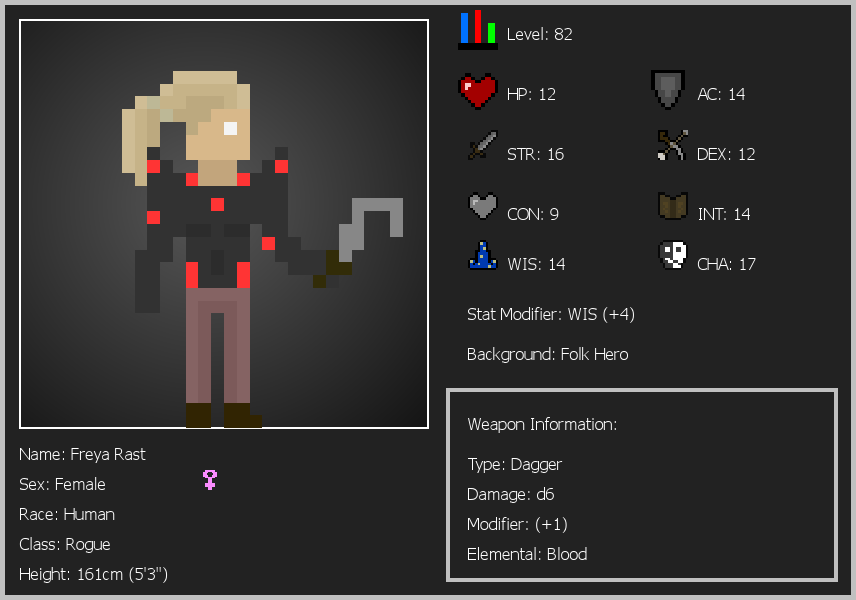 Level: 82
HP: 12
AC: 14
STR: 16
DEX: 12
CON: 9
INT: 14
WIS: 14
CHA: 17
Stat Modifier: WIS (+4)
Background: Folk Hero
Weapon Information:
Type: Dagger
Damage: d6
Modifier: (+1)
Elemental: Blood
Name: Freya Rast
Sex: Female
Race: Human
Class: Rogue
Height: 161cm (5'3")